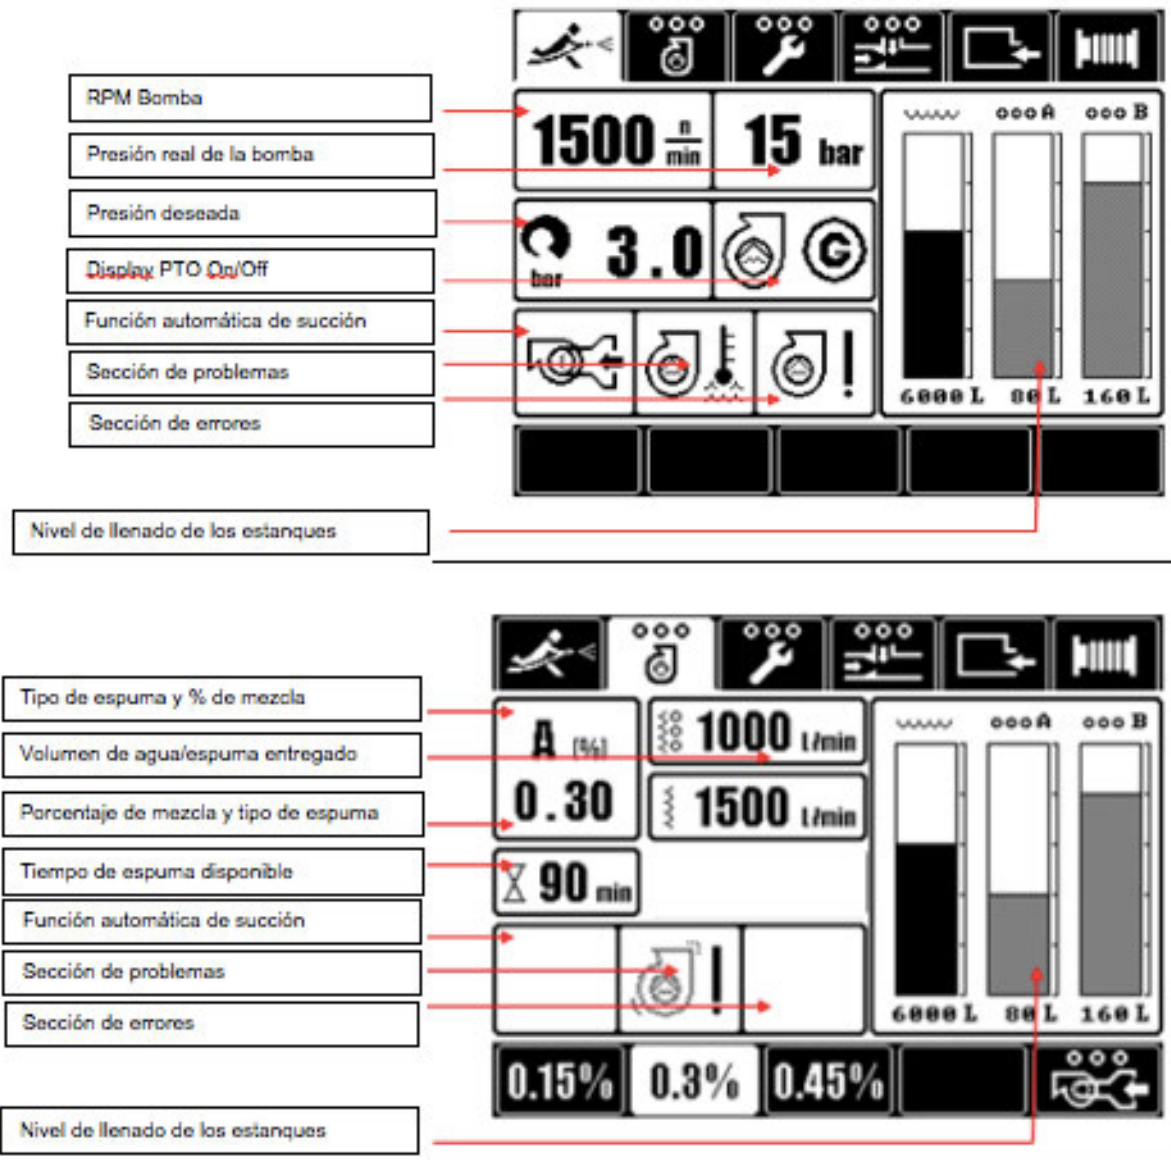 RPM Bomba
Presión real de la bomba
Presión deseada
Display PTO On/Off
Función automática de succión
Sección de problemas
Sección de errores
Nivel de llenado de los estanques
1500 n/min
15 bar
bar 3.0
G
!
A
B
6000 L
80 L
160 L
Tipo de espuma y % de mezcla
Volumen de agua/espuma entregado
Porcentaje de mezcla y tipo de espuma
Tiempo de espuma disponible
Función automática de succión
Sección de problemas
Sección de errores
Nivel de llenado de los estanques
A [%]
0.30
1000 L/min
1500 L/min
90 min
!
A
B
6000 L
80 L
160 L
0.15%
0.3%
0.45%